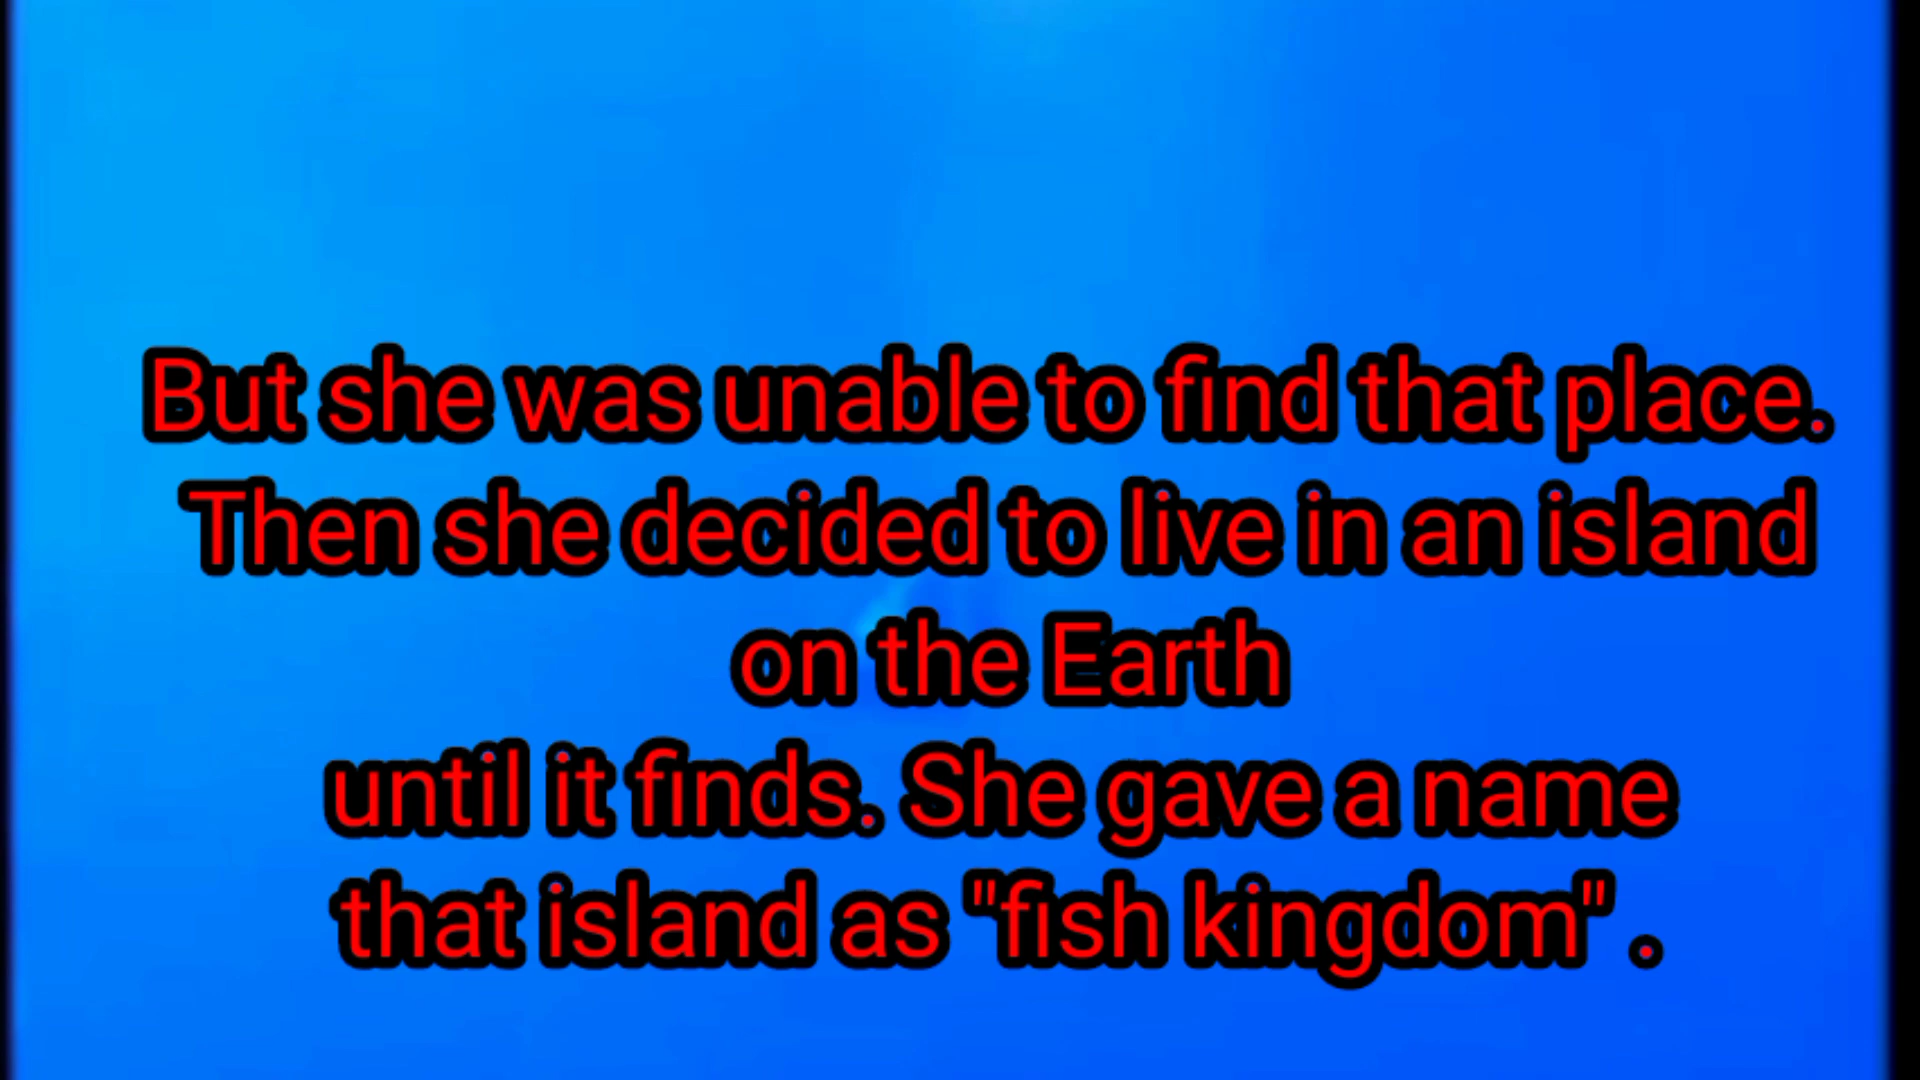 But she was unable to find that place.
Then she decided to live in an island
on the Earth
until it finds. She gave a name
that island as "fish kingdom" .